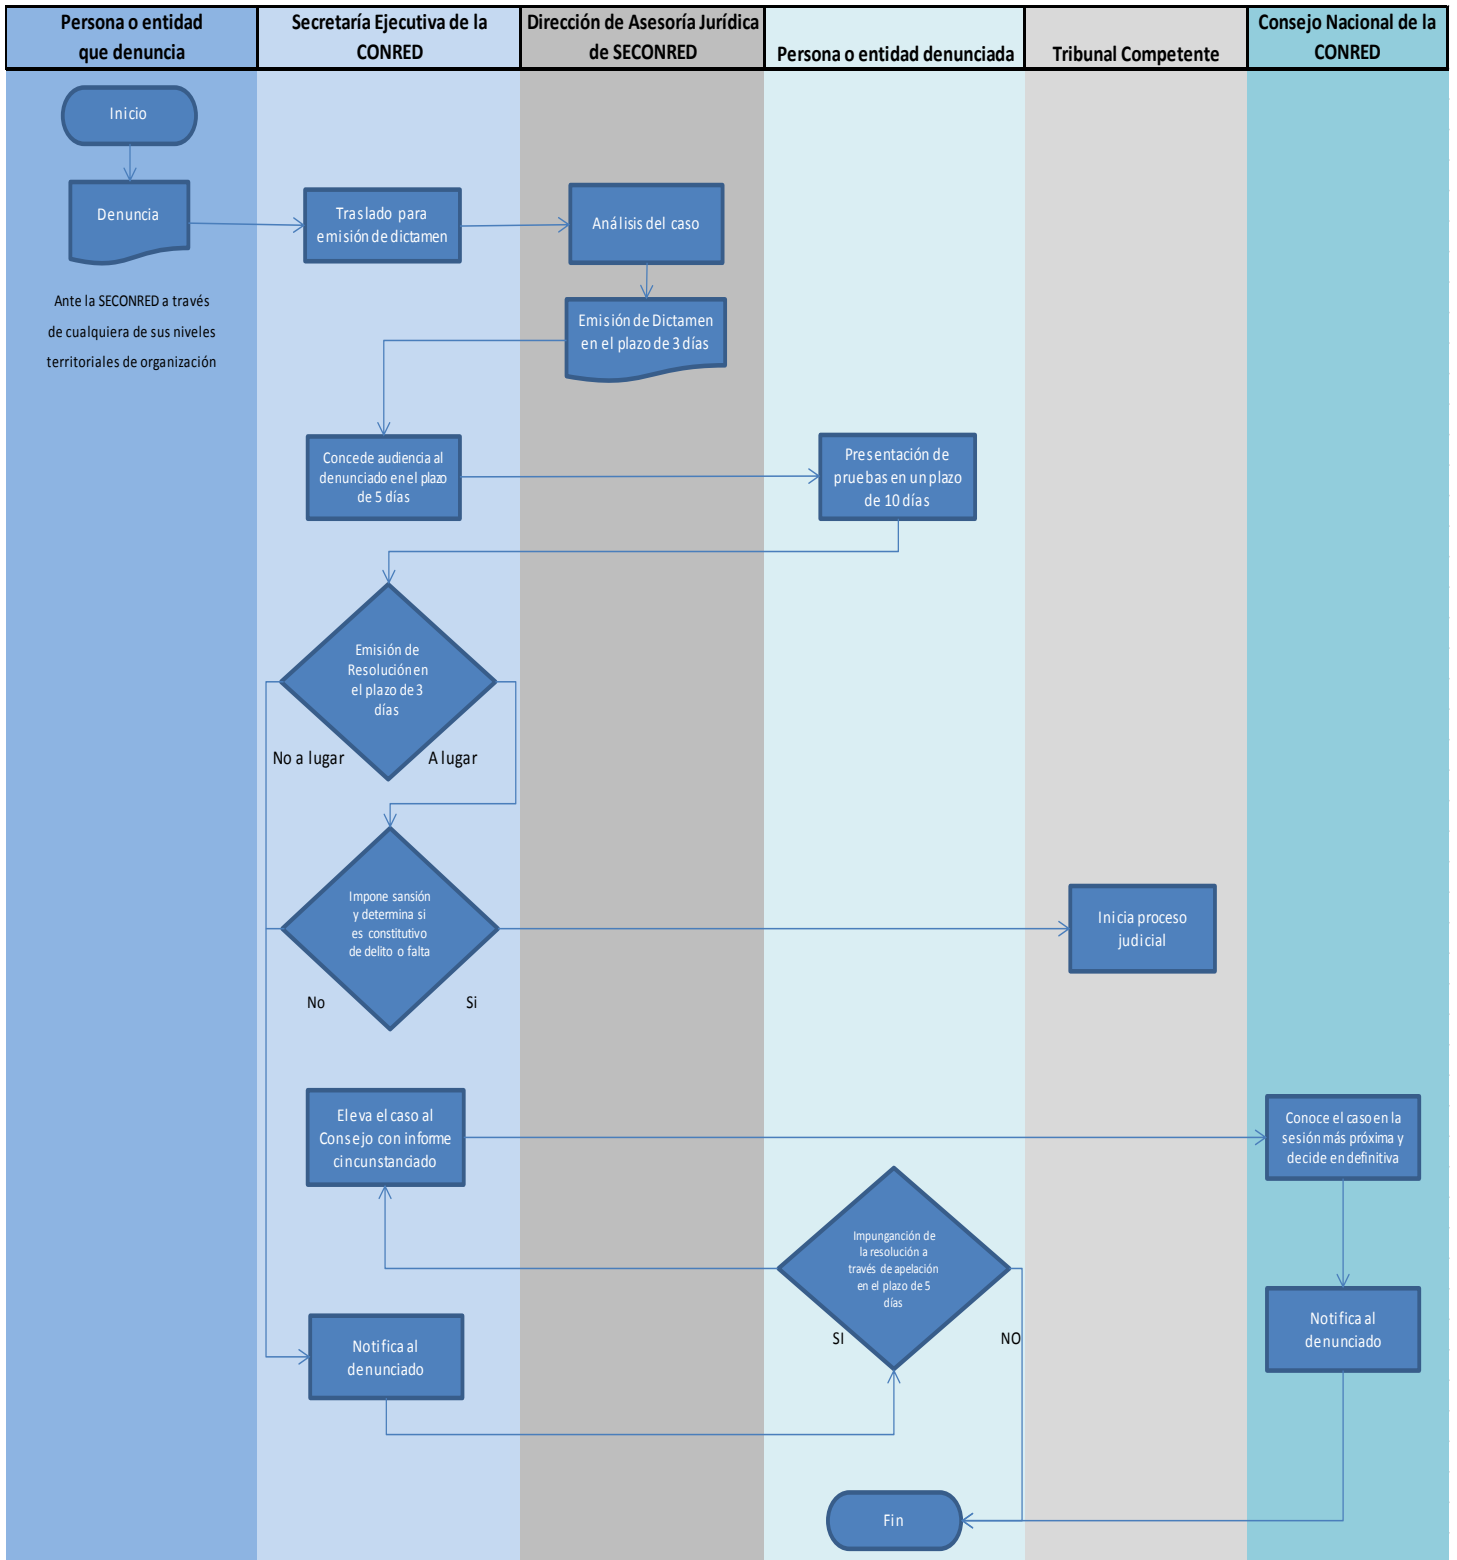 Persona o entidad
que denuncia
Secretaría Ejecutiva de la
CONRED
Dirección de Asesoría Jurídica
de SECONRED
Persona o entidad denunciada
Tribunal Competente
Consejo Nacional de la
CONRED
Inicio
Denuncia
Ante la SECONRED a través
de cualquiera de sus niveles
territoriales de organización
Traslado para
emisión de dictamen
Análisis del caso
Emisión de Dictamen
en el plazo de 3 días
Concede audiencia al
denunciado en el plazo
de 5 días
Presentación de
pruebas en un plazo
de 10 días
Emisión de
Resolución en
el plazo de 3
días
No a lugar
A lugar
Impone sansión
y determina si
es constitutivo
de delito o falta
No
Si
Inicia proceso
judicial
Eleva el caso al
Consejo con informe
cincunstanciado
Conoce el caso en la
sesión más próxima y
decide en definitiva
Impunganción de
la resolución a
través de apelación
en el plazo de 5
días
SI
NO
Notifica al
denunciado
Notifica al
denunciado
Fin